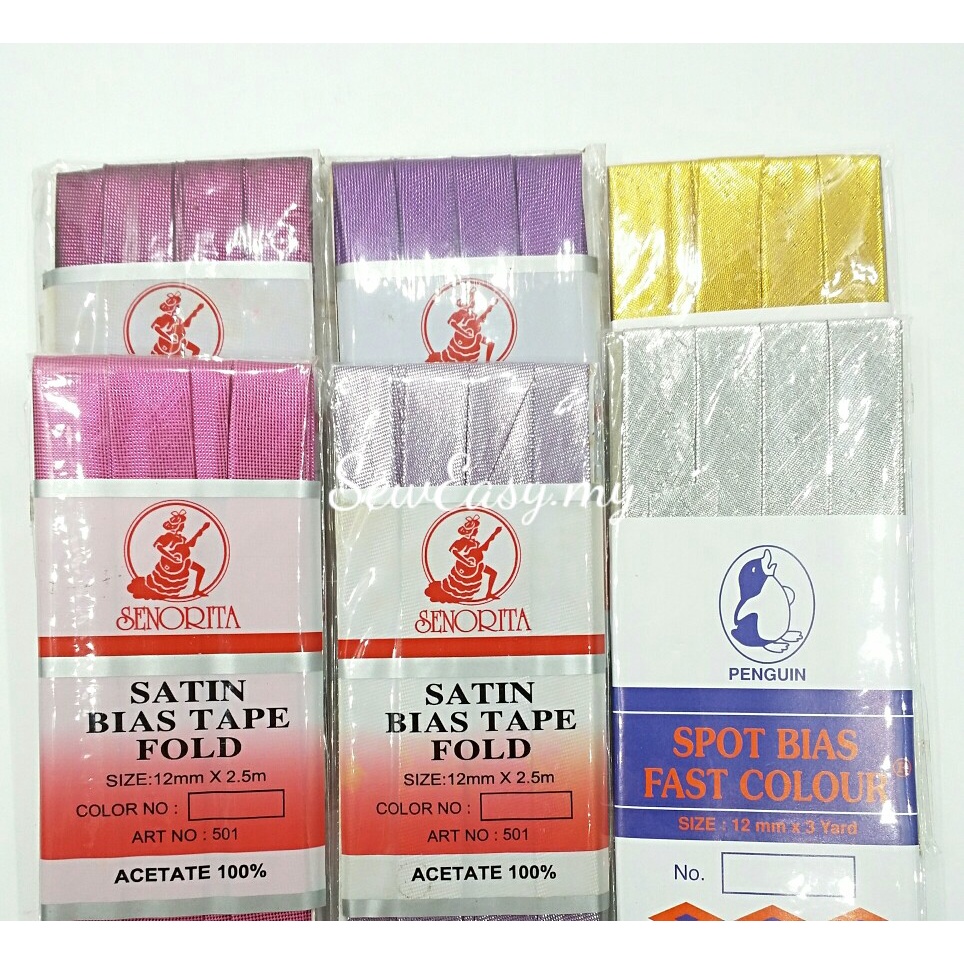 SewEasy.my
SENORITA
SATIN
BIAS TAPE
FOLD
SIZE:12mm X 2.5m
COLOR NO :
ART NO : 501
ACETATE 100%
SENORITA
SATIN
BIAS TAPE
FOLD
SIZE:12mm X 2.5m
COLOR NO :
ART NO : 501
ACETATE 100%
PENGUIN
SPOT BIAS
FAST COLOUR®
SIZE : 12 mm x 3 Yard
No.